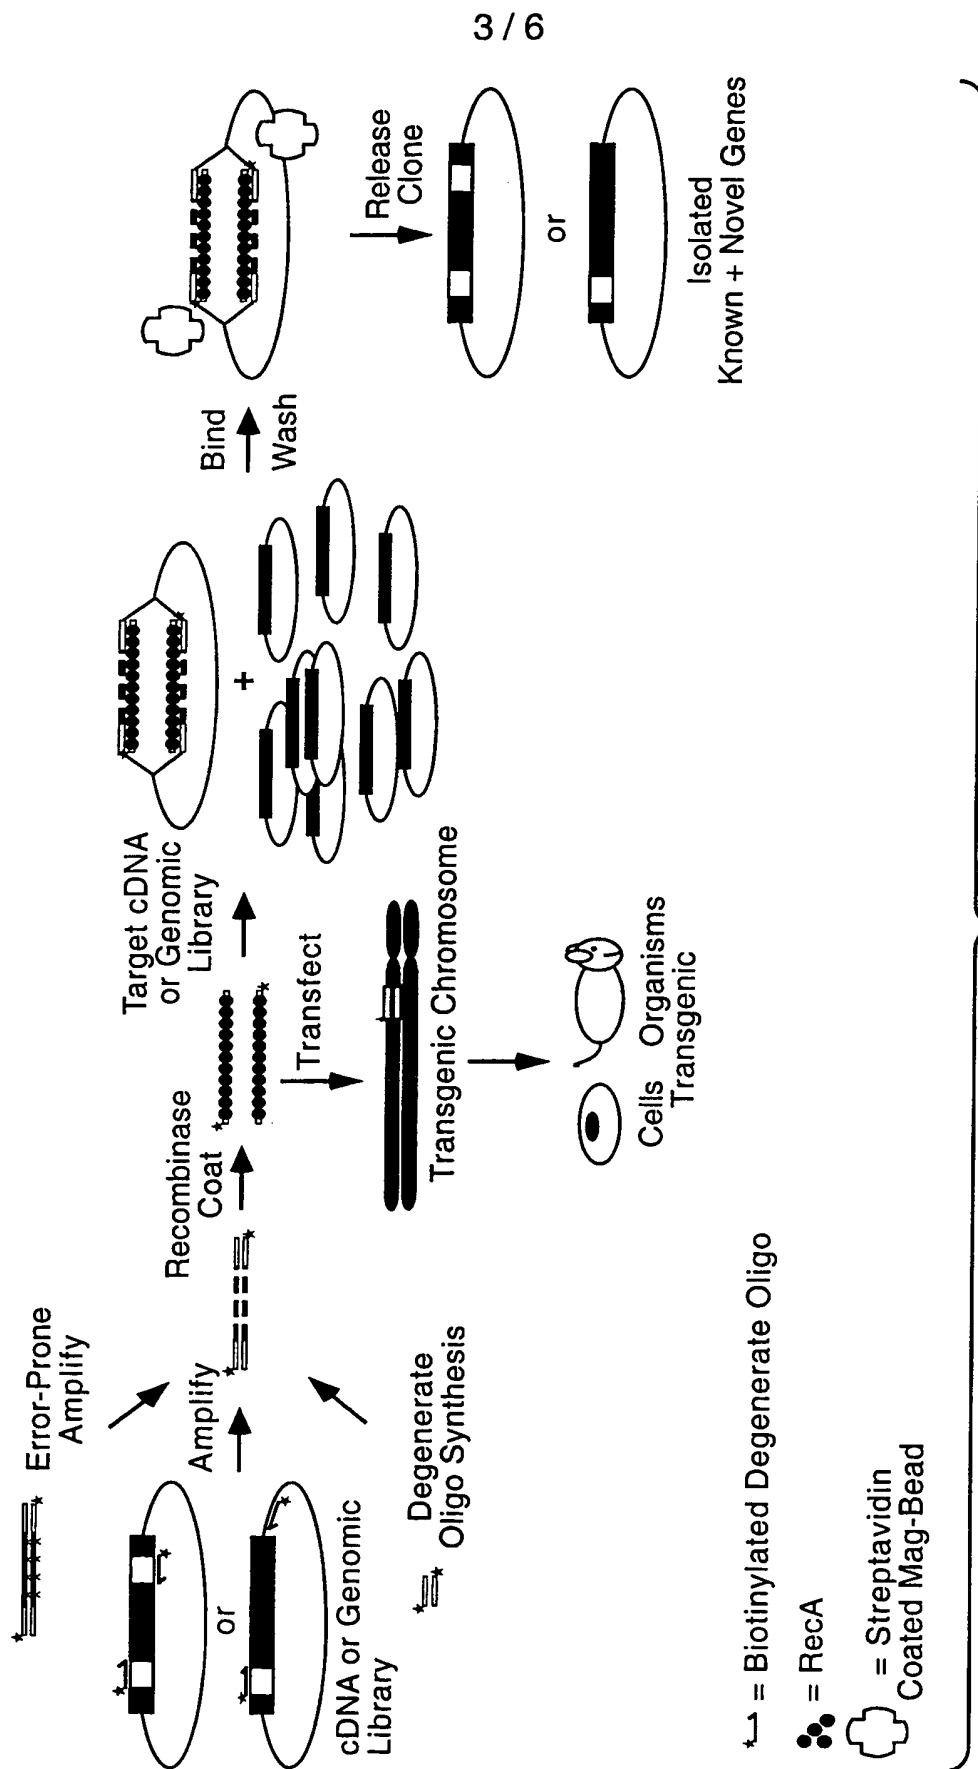 3 / 6
Error-Prone
Amplify
Amplify
cDNA or Genomic
Library
or
Degenerate
Oligo Synthesis
Recombinase
Coat
Transfect
Transgenic Chromosome
Cells Organisms
Transgenic
Target cDNA
or Genomic
Library
+
Bind
Wash
Release
Clone
or
Isolated
Known + Novel Genes
= Biotinylated Degenerate Oligo
= RecA
= Streptavidin
Coated Mag-Bead